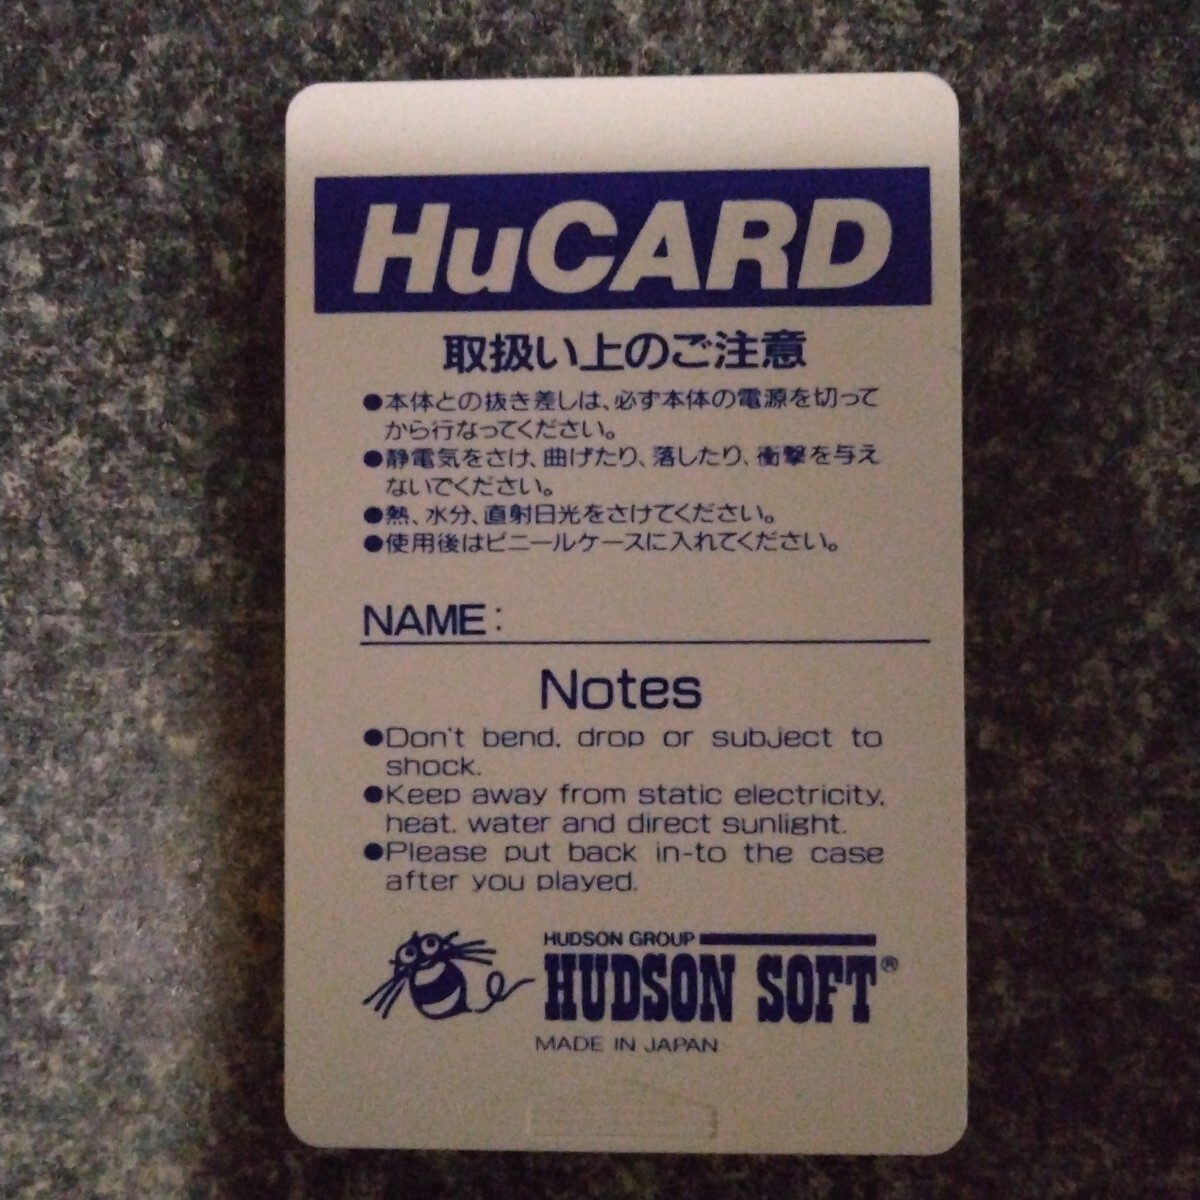 HuCARD
取扱い上のご注意
●本体との抜き差しは、必ず本体の電源を切って
から行なってください。
●静電気をさけ、曲げたり、落したり、衝撃を与え
ないでください。
●熱、水分、直射日光をさけてください。
●使用後はビニールケースに入れてください。
NAME:
Notes
●Don't bend, drop or subject to
shock.
●Keep away from static electricity,
heat, water and direct sunlight.
●Please put back in-to the case
after you played.
HUDSON GROUP
HUDSON SOFT®
MADE IN JAPAN